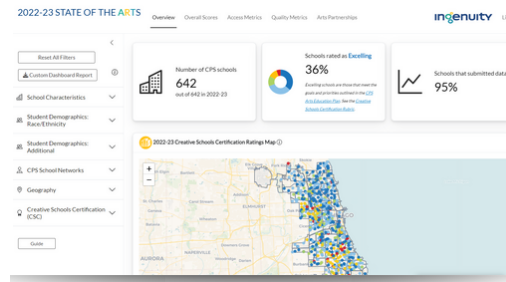 2022-23 STATE OF THE ARTS
Overview
Overall Scores
Access Metrics
Quality Metrics
Arts Partnerships
ingenuity
Reset All Filters
Custom Dashboard Report
School Characteristics
Student Demographics:
Race/Ethnicity
Student Demographics:
Additional
CPS School Networks
Geography
Creative Schools Certification
(CSC)
Guide
Number of CPS schools
642
out of 642 in 2022-23
Schools rated as Excelling
36%
Excelling schools are those that meet the
goals and priorities outlined in the CPS
Arts Education Plan. See the Creative
Schools Certification Rubric.
Schools that submitted data
95%
2022-23 Creative Schools Certification Ratings Map
+
−
ELMHURST
NAPERVILLE
AURORA